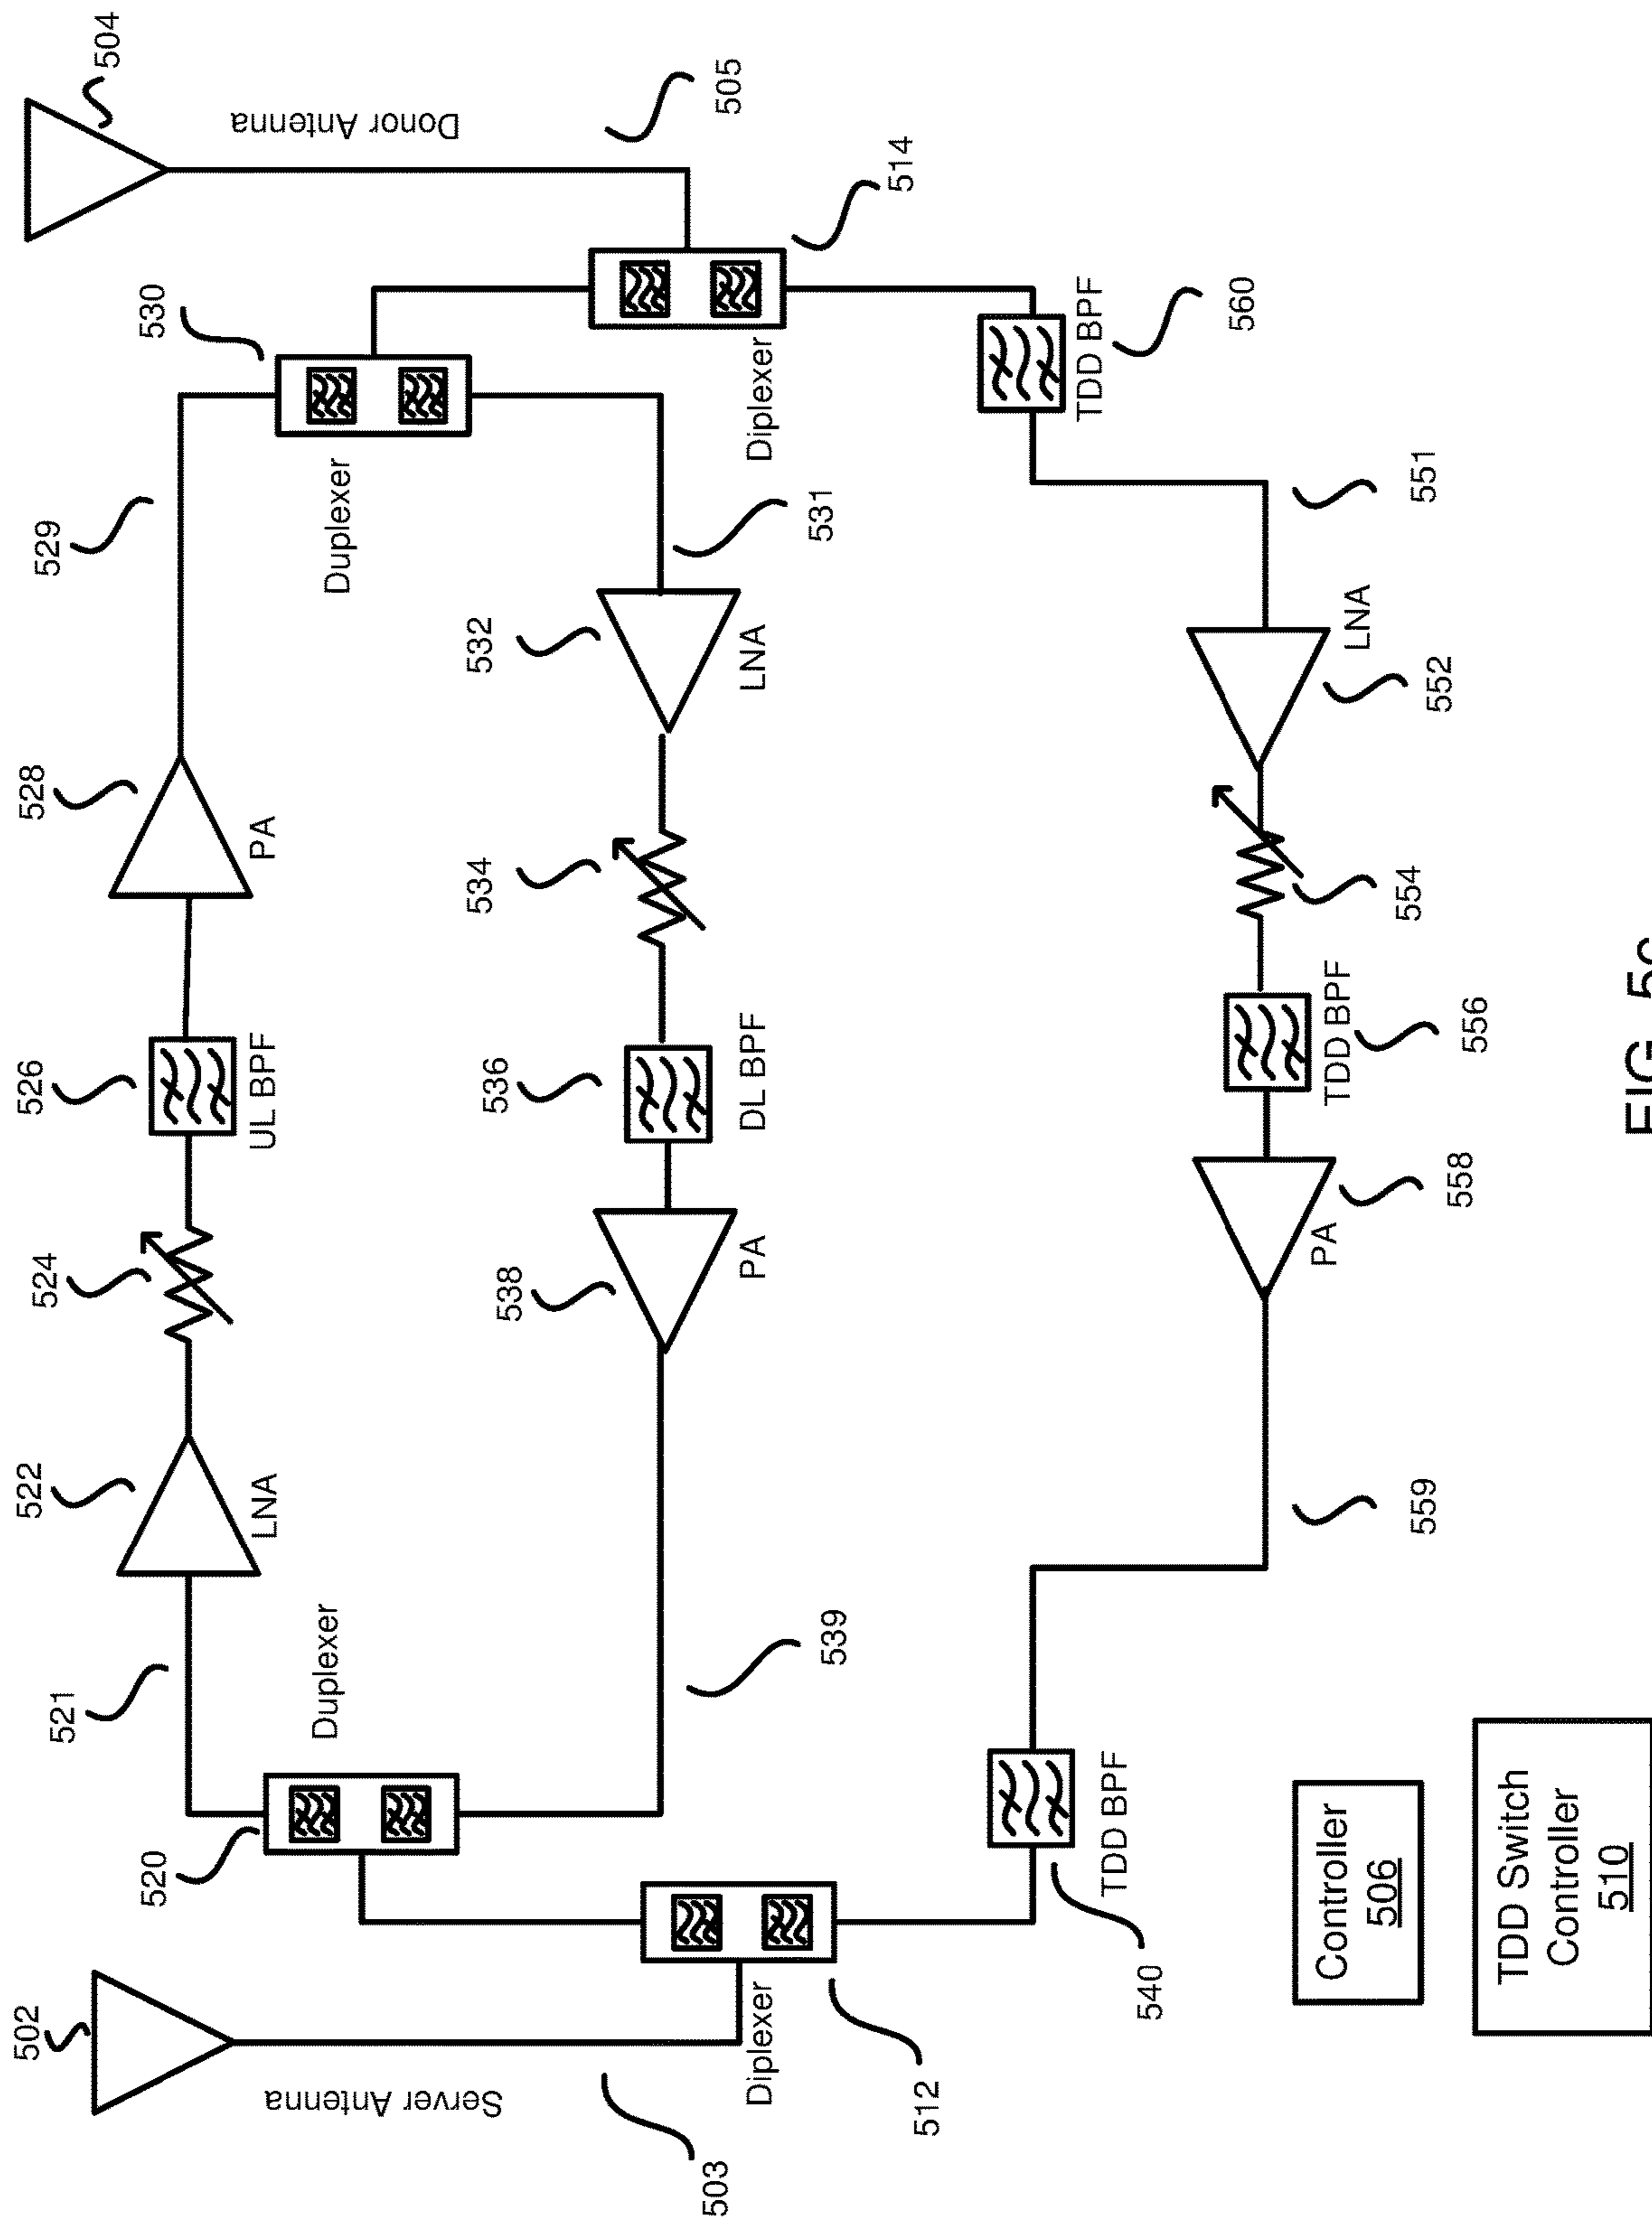 502
Server Antenna
503
Diplexer
512
520
Duplexer
521
522
LNA
524
526
UL BPF
528
PA
529
530
Duplexer
504
Donor Antenna
505
514
Diplexer
531
532
LNA
534
536
DL BPF
538
PA
539
540
TDD BPF
559
558
PA
556
TDD BPF
554
552
LNA
551
560
TDD BPF
Controller
506
TDD Switch
Controller
510
FIG. 5c